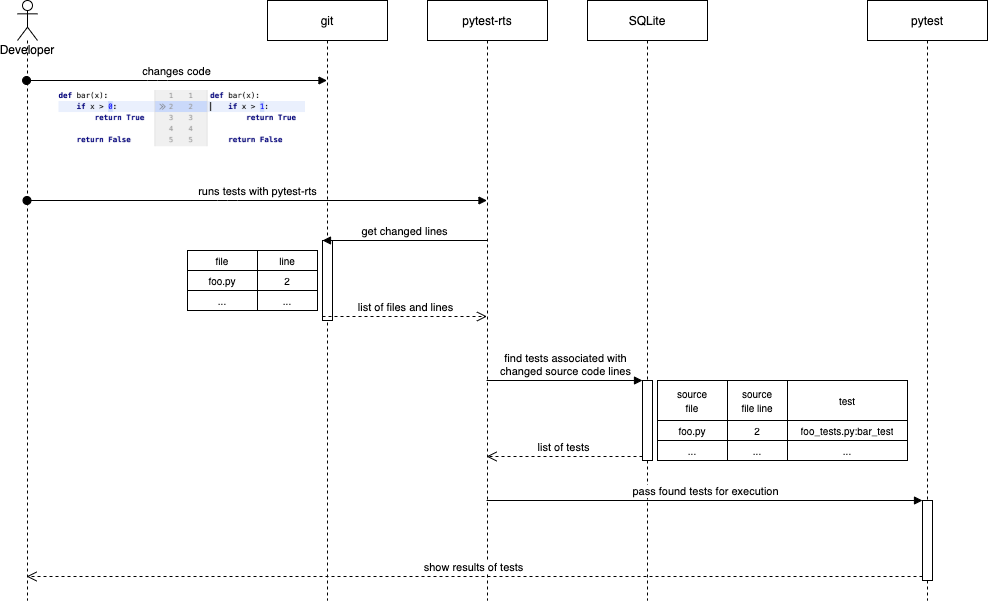 git
pytest-rts
SQLite
pytest
Developer
changes code
def bar(x): 1 1 def bar(x):
if x > 0: >> 2 2 if x > 1:
return True 3 3 return True
4 4
return False 5 5 return False
runs tests with pytest-rts
get changed lines
file line
foo.py 2
... ...
list of files and lines
find tests associated with
changed source code lines
source source test
file file line
foo.py 2 foo_tests.py:bar_test
... ... ...
list of tests
pass found tests for execution
show results of tests